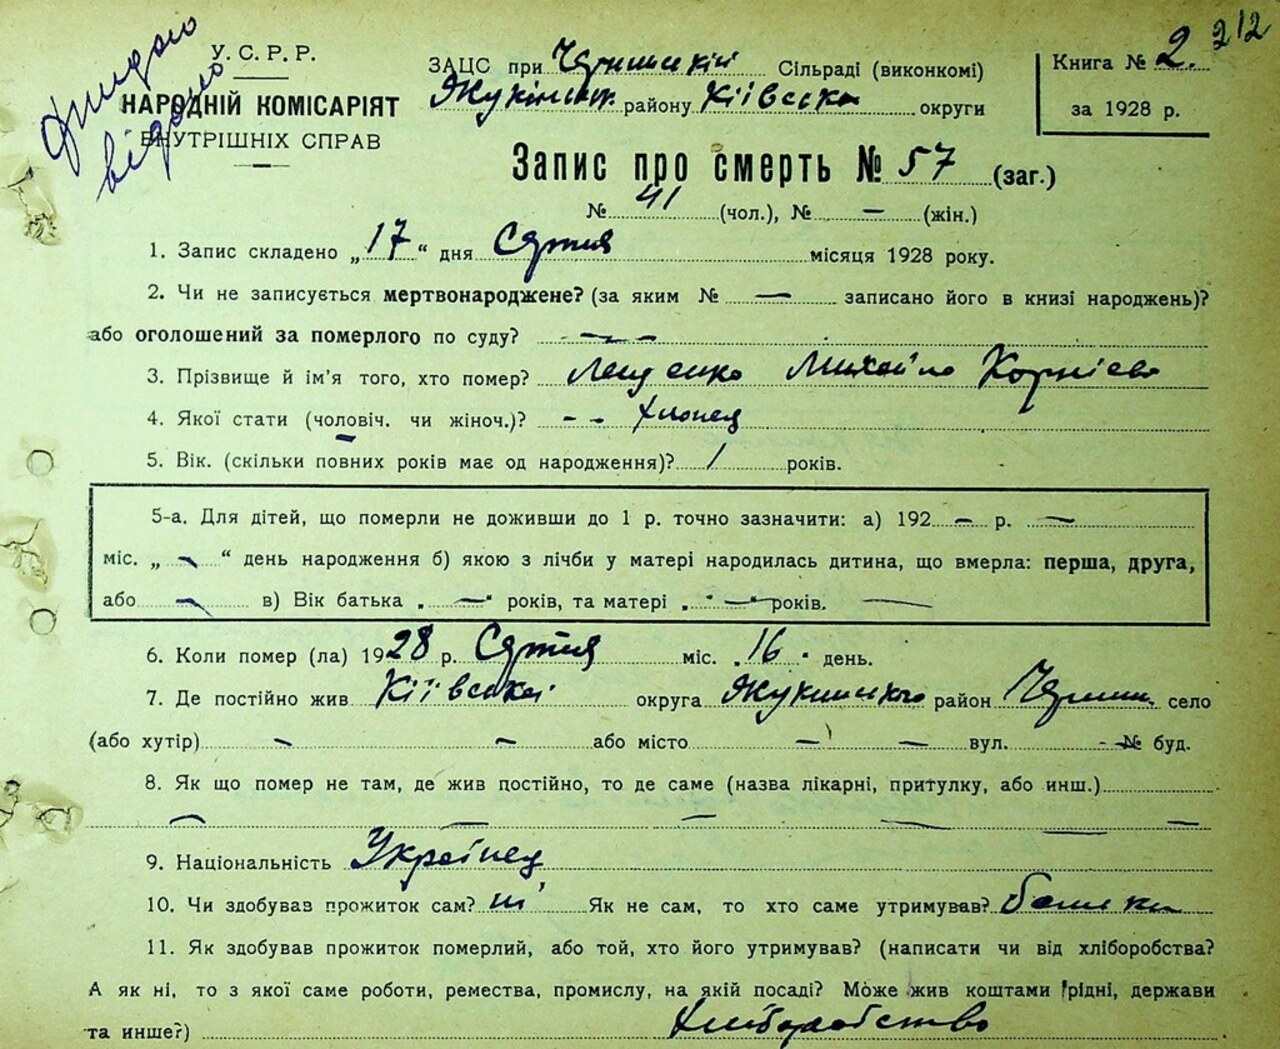 212
У.С.Р.Р.
НАРОДНІЙ КОМІСАРІЯТ
ВНУТРІШНІХ СПРАВ
ЗАЦС при Сільраді (виконкомі)
району Київська округи
Книга № 2.
за 1928 р.
Запис про смерть № 57 (заг.)
№ 41 (чол.), № — (жін.)
1. Запис складено „17“ дня Серпня місяця 1928 року.
2. Чи не записується мертвонароджене? (за яким № — записано його в книзі народжень)?
або оголошений за померлого по суду? — —
3. Прізвище й ім'я того, хто помер? Михайло Корнієв
4. Якої стати (чоловіч. чи жіноч.)? - - хлопец
5. Вік. (скільки повних років має од народження)? 1 років.
5-а. Для дітей, що померли не доживши до 1 р. точно зазначити: а) 192 — р. —
міс. „ — “ день народження б) якою з лічби у матері народилась дитина, що вмерла: перша, друга,
або — в) Вік батька „ — “ років, та матері „ — “ років. —
6. Коли помер (ла) 1928 р. Серпня міс. „16“ день.
7. Де постійно жив Київської округа район село
(або хутір) — — або місто — — вул. - № буд.
8. Як що помер не там, де жив постійно, то де саме (назва лікарні, притулку, або инш.)
— — — — — —
9. Національність Українец
10. Чи здобував прожиток сам? ні Як не сам, то хто саме утримував? батьки
11. Як здобував прожиток померлий, або той, хто його утримував? (написати чи від хліборобства?
А як ні, то з якої саме роботи, ремества, промислу, на якій посаді? Може жив коштами рідні, держави
та инше?) хліборобство